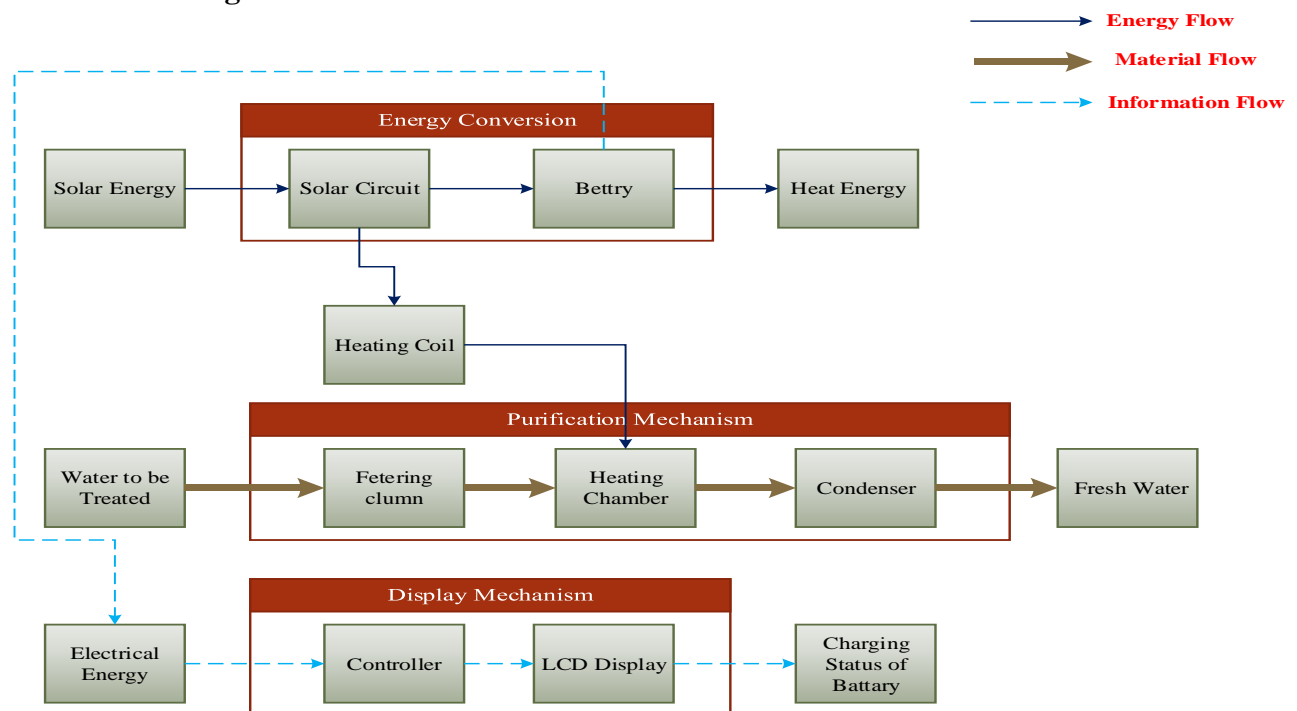 Energy Flow
Material Flow
Information Flow
Energy Conversion
Solar Energy
Solar Circuit
Bettry
Heat Energy
Heating Coil
Purification Mechanism
Water to be
Treated
Fetering
clumn
Heating
Chamber
Condenser
Fresh Water
Display Mechanism
Electrical
Energy
Controller
LCD Display
Charging
Status of
Battary